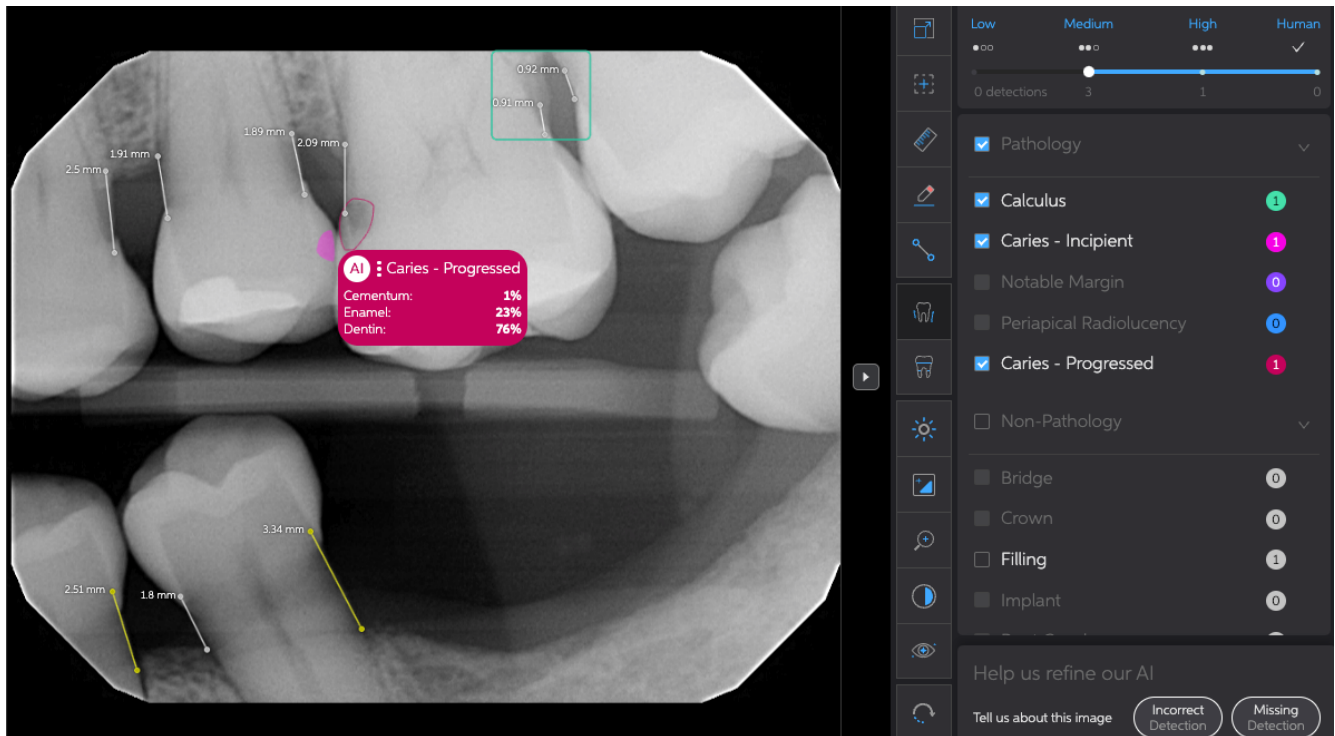 0.92 mm
0.91 mm
1.89 mm
2.09 mm
1.91 mm
2.5 mm
AI Caries - Progressed
Cementum: 1%
Enamel: 23%
Dentin: 76%
3.34 mm
2.51 mm
1.8 mm
Low Medium High Human
0 detections 3 1 0
Pathology
Calculus 1
Caries - Incipient 1
Notable Margin 0
Periapical Radiolucency 0
Caries - Progressed 1
Non-Pathology
Bridge 0
Crown 0
Filling 1
Implant 0
Help us refine our AI
Tell us about this image
Incorrect
Detection
Missing
Detection